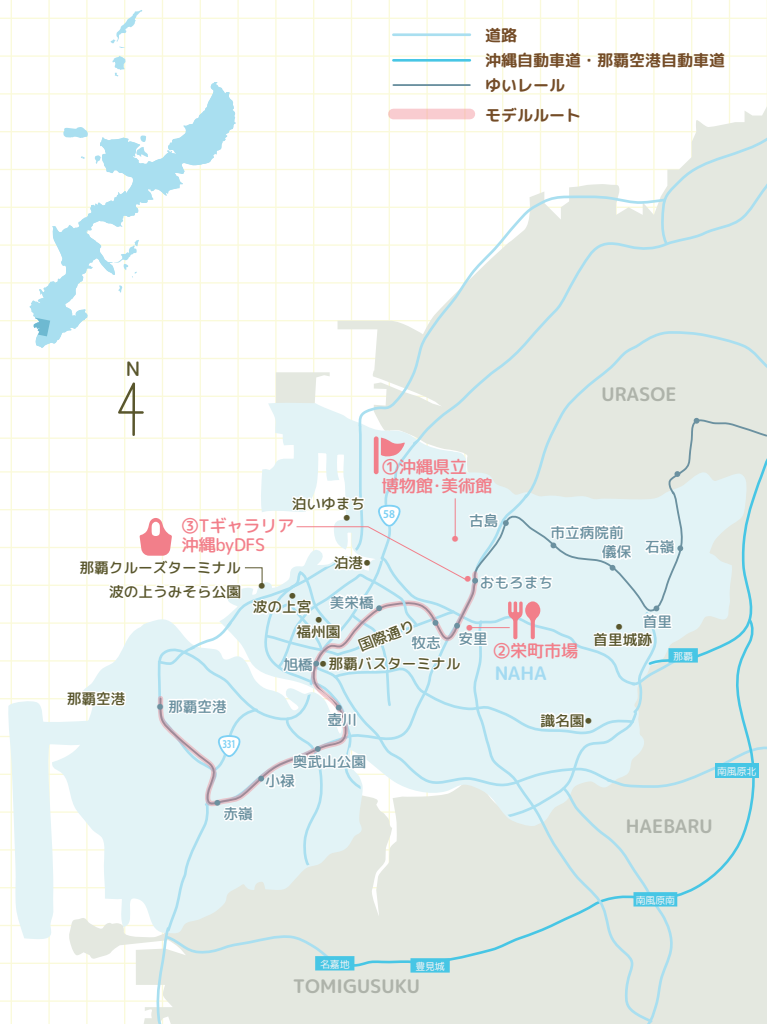 道路
沖縄自動車道・那覇空港自動車道
ゆいレール
モデルルート
N
URASOE
①沖縄県立
博物館・美術館
泊いゆまち
58
古島
③Tギャラリア
沖縄byDFS
市立病院前
儀保
石嶺
那覇クルーズターミナル
泊港
おもろまち
波の上うみそら公園
波の上宮
美栄橋
福州園
国際通り
牧志
安里
首里
首里城跡
②栄町市場
旭橋
那覇バスターミナル
那覇
NAHA
那覇空港
那覇空港
壺川
識名園
331
奥武山公園
小禄
南風原北
赤嶺
HAEBARU
南風原南
名嘉地
豊見城
TOMIGUSUKU